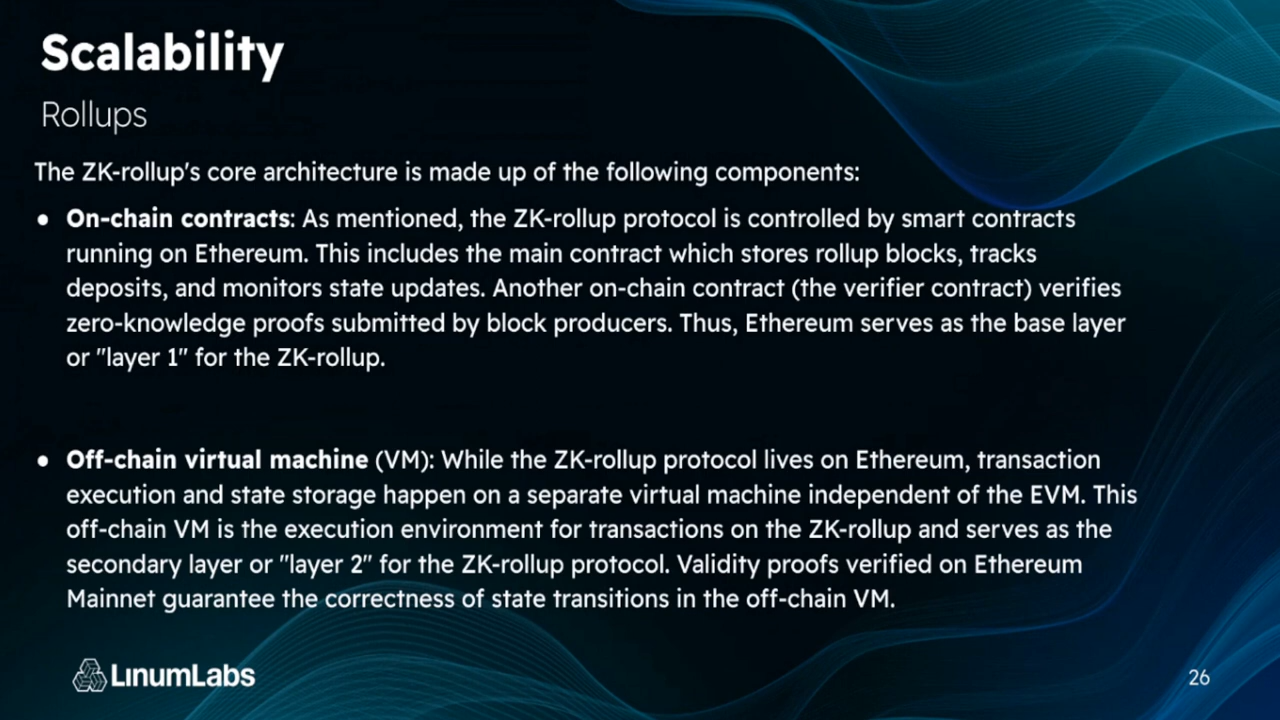 Scalability
Rollups
The ZK-rollup's core architecture is made up of the following components:
● On-chain contracts: As mentioned, the ZK-rollup protocol is controlled by smart contracts
running on Ethereum. This includes the main contract which stores rollup blocks, tracks
deposits, and monitors state updates. Another on-chain contract (the verifier contract) verifies
zero-knowledge proofs submitted by block producers. Thus, Ethereum serves as the base layer
or "layer 1" for the ZK-rollup.
● Off-chain virtual machine (VM): While the ZK-rollup protocol lives on Ethereum, transaction
execution and state storage happen on a separate virtual machine independent of the EVM. This
off-chain VM is the execution environment for transactions on the ZK-rollup and serves as the
secondary layer or "layer 2" for the ZK-rollup protocol. Validity proofs verified on Ethereum
Mainnet guarantee the correctness of state transitions in the off-chain VM.
LinumLabs
26